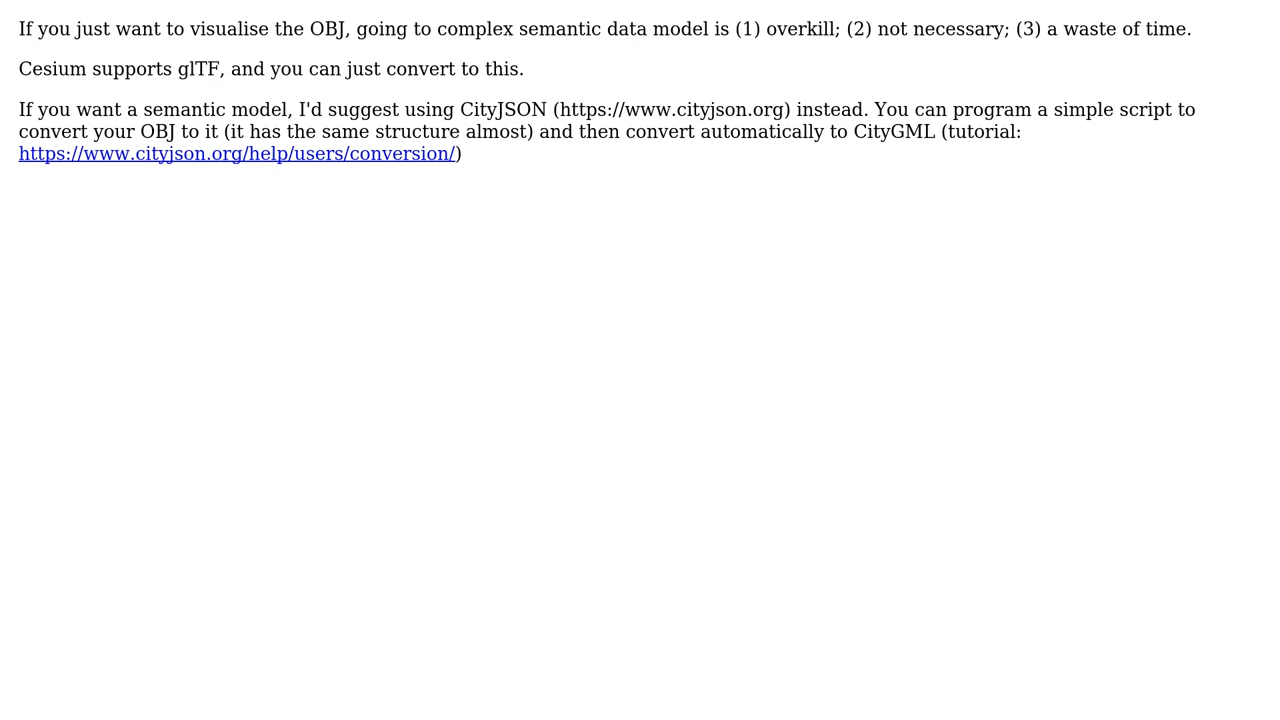 If you just want to visualise the OBJ, going to complex semantic data model is (1) overkill; (2) not necessary; (3) a waste of time.
Cesium supports glTF, and you can just convert to this.
If you want a semantic model, I'd suggest using CityJSON (https://www.cityjson.org) instead. You can program a simple script to
convert your OBJ to it (it has the same structure almost) and then convert automatically to CityGML (tutorial:
https://www.cityjson.org/help/users/conversion/)